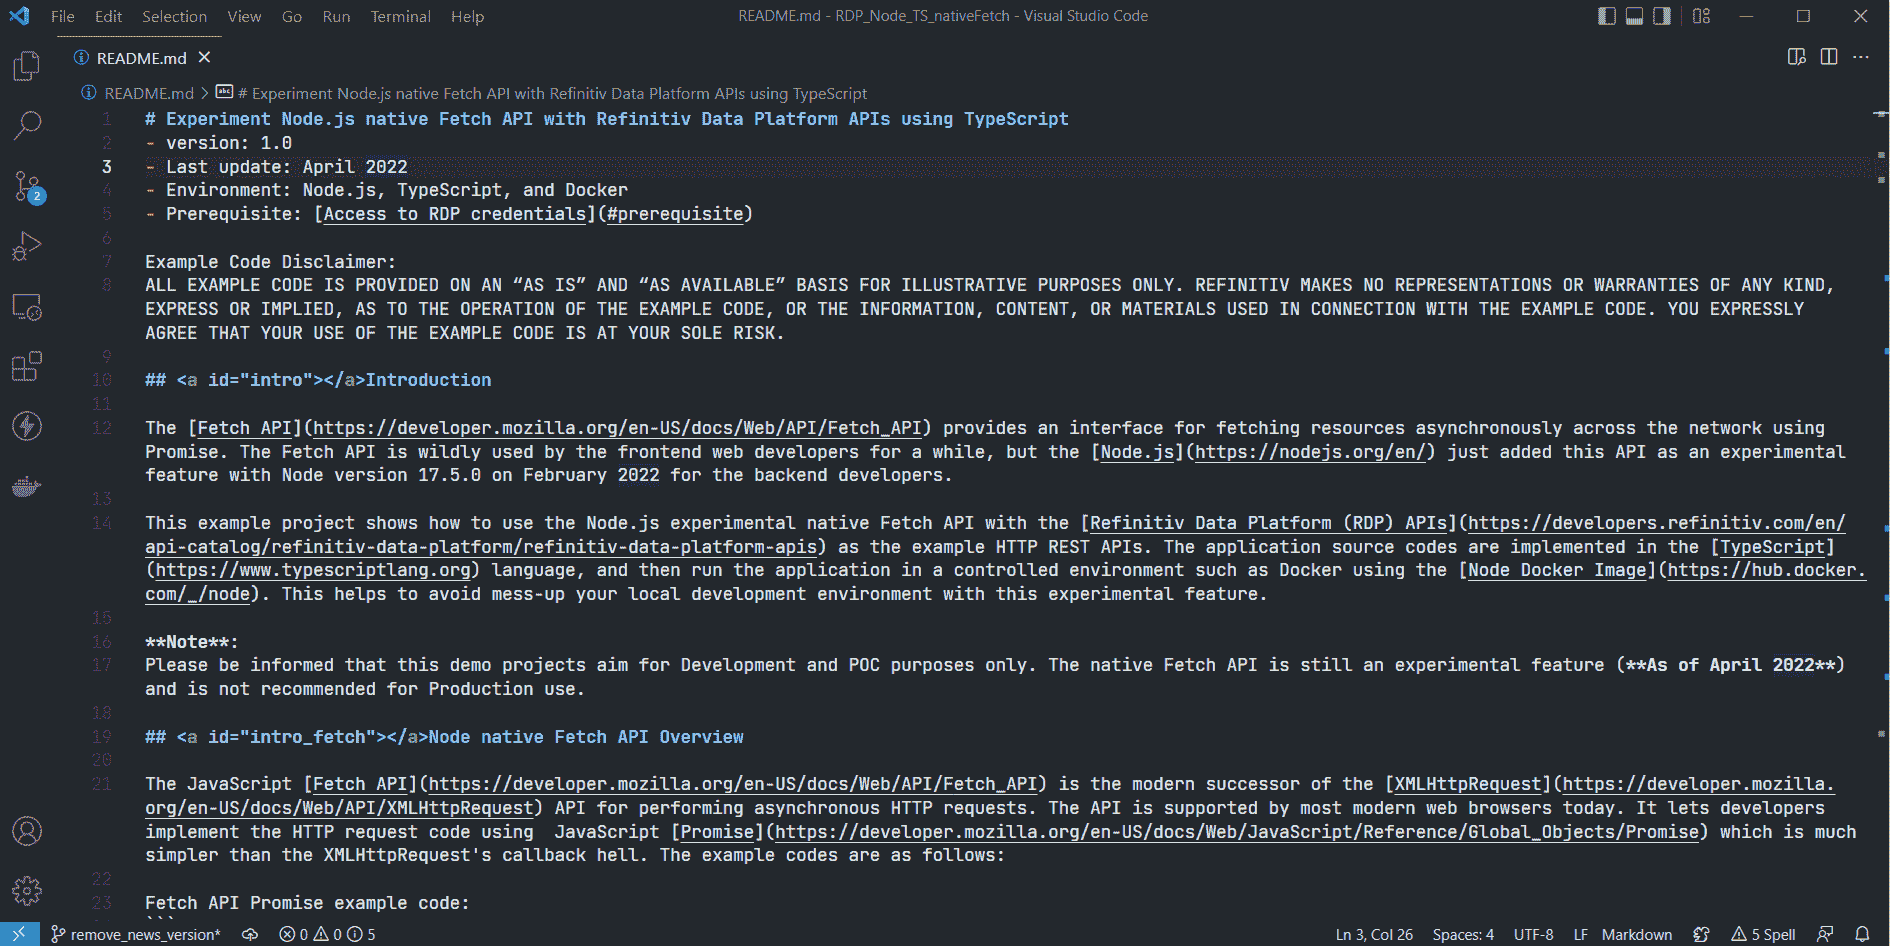 File Edit Selection View Go Run Terminal Help README.md - RDP_Node_TS_nativeFetch - Visual Studio Code
README.md
README.md > # Experiment Node.js native Fetch API with Refinitiv Data Platform APIs using TypeScript
1 # Experiment Node.js native Fetch API with Refinitiv Data Platform APIs using TypeScript
2 - version: 1.0
3 - Last update: April 2022
4 - Environment: Node.js, TypeScript, and Docker
5 - Prerequisite: [Access to RDP credentials](#prerequisite)
6
7 Example Code Disclaimer:
8 ALL EXAMPLE CODE IS PROVIDED ON AN “AS IS” AND “AS AVAILABLE” BASIS FOR ILLUSTRATIVE PURPOSES ONLY. REFINITIV MAKES NO REPRESENTATIONS OR WARRANTIES OF ANY KIND,
EXPRESS OR IMPLIED, AS TO THE OPERATION OF THE EXAMPLE CODE, OR THE INFORMATION, CONTENT, OR MATERIALS USED IN CONNECTION WITH THE EXAMPLE CODE. YOU EXPRESSLY
AGREE THAT YOUR USE OF THE EXAMPLE CODE IS AT YOUR SOLE RISK.
9
10 ## <a id="intro"></a>Introduction
11
12 The [Fetch API](https://developer.mozilla.org/en-US/docs/Web/API/Fetch_API) provides an interface for fetching resources asynchronously across the network using
Promise. The Fetch API is wildly used by the frontend web developers for a while, but the [Node.js](https://nodejs.org/en/) just added this API as an experimental
feature with Node version 17.5.0 on February 2022 for the backend developers.
13
14 This example project shows how to use the Node.js experimental native Fetch API with the [Refinitiv Data Platform (RDP) APIs](https://developers.refinitiv.com/en/
api-catalog/refinitiv-data-platform/refinitiv-data-platform-apis) as the example HTTP REST APIs. The application source codes are implemented in the [TypeScript]
(https://www.typescriptlang.org) language, and then run the application in a controlled environment such as Docker using the [Node Docker Image](https://hub.docker.
com/_/node). This helps to avoid mess-up your local development environment with this experimental feature.
15
16 **Note**:
17 Please be informed that this demo projects aim for Development and POC purposes only. The native Fetch API is still an experimental feature (**As of April 2022**)
and is not recommended for Production use.
18
19 ## <a id="intro_fetch"></a>Node native Fetch API Overview
20
21 The JavaScript [Fetch API](https://developer.mozilla.org/en-US/docs/Web/API/Fetch_API) is the modern successor of the [XMLHttpRequest](https://developer.mozilla.
org/en-US/docs/Web/API/XMLHttpRequest) API for performing asynchronous HTTP requests. The API is supported by most modern web browsers today. It lets developers
implement the HTTP request code using  JavaScript [Promise](https://developer.mozilla.org/en-US/docs/Web/JavaScript/Reference/Global_Objects/Promise) which is much
simpler than the XMLHttpRequest's callback hell. The example codes are as follows:
22
23 Fetch API Promise example code:
```
2
remove_news_version* 0 0 5 Ln 3, Col 26 Spaces: 4 UTF-8 LF Markdown 5 Spell